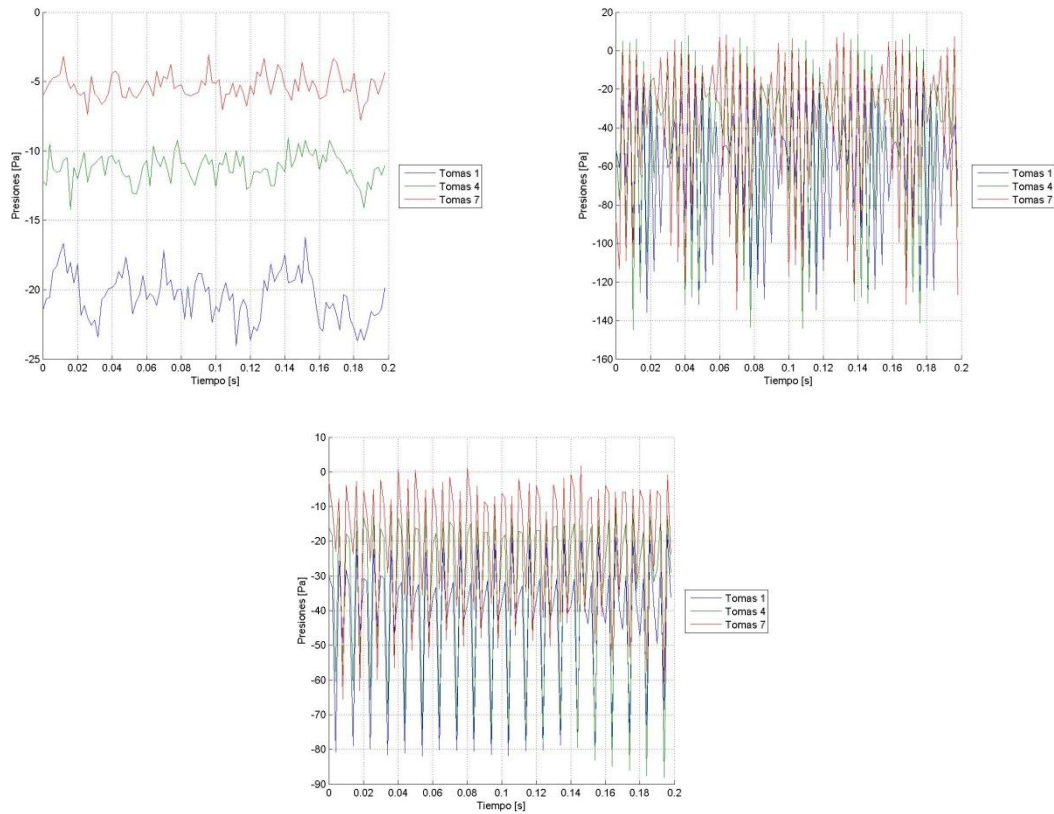 0
-5
-10
-15
-20
-25
Presiones [Pa]
0 0.02 0.04 0.06 0.08 0.1 0.12 0.14 0.16 0.18 0.2
Tiempo [s]
Tomas 1
Tomas 4
Tomas 7
20
0
-20
-40
-60
-80
-100
-120
-140
-160
Presiones [Pa]
0 0.02 0.04 0.06 0.08 0.1 0.12 0.14 0.16 0.18 0.2
Tiempo [s]
Tomas 1
Tomas 4
Tomas 7
10
0
-10
-20
-30
-40
-50
-60
-70
-80
-90
Presiones [Pa]
0 0.02 0.04 0.06 0.08 0.1 0.12 0.14 0.16 0.18 0.2
Tiempo [s]
Tomas 1
Tomas 4
Tomas 7